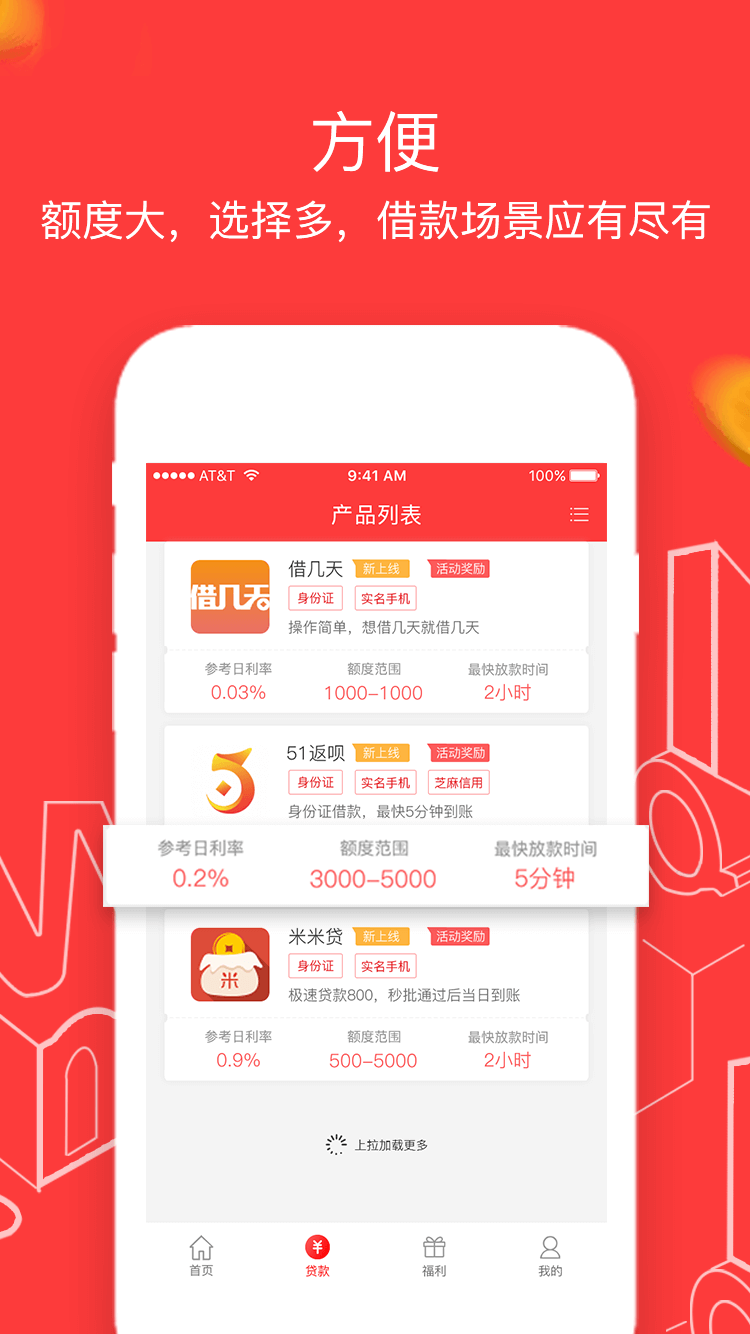 方便
额度大，选择多，借款场景应有尽有
AT&T 9:41 AM 100%
产品列表
借几天
借几天 新上线 活动奖励
身份证 实名手机
操作简单，想借几天就借几天
参考日利率 额度范围 最快放款时间
0.03% 1000-1000 2小时
51返呗 新上线 活动奖励
身份证 实名手机 芝麻信用
身份证借款，最快5分钟到账
参考日利率 额度范围 最快放款时间
0.2% 3000-5000 5分钟
米米贷 新上线 活动奖励
米
身份证 实名手机
极速贷款800，秒批通过后当日到账
参考日利率 额度范围 最快放款时间
0.9% 500-5000 2小时
上拉加载更多
¥
首页 贷款 福利 我的